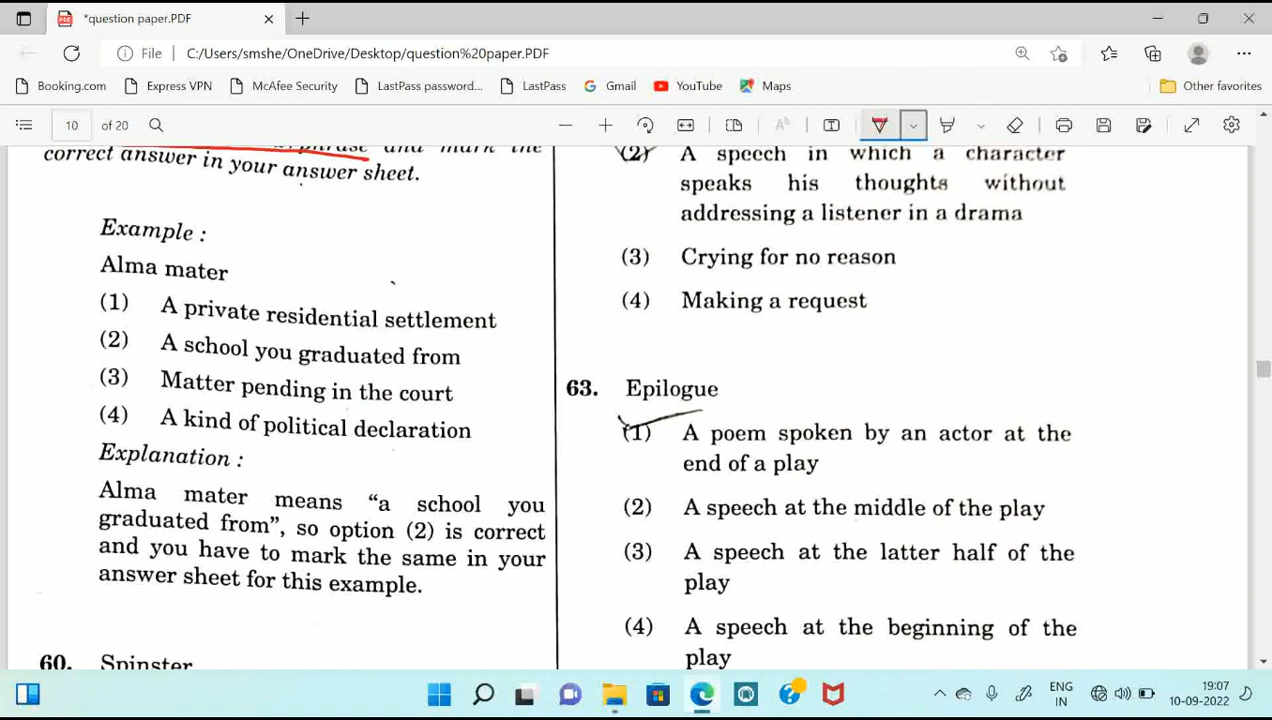 *question paper.PDF
File
C:/Users/smshe/OneDrive/Desktop/question%20paper.PDF
Booking.com
Express VPN
McAfee Security
LastPass password...
LastPass
Gmail
YouTube
Maps
Other favorites
10 of 20
phrase and mark the
correct answer in your answer sheet.
Example :
Alma mater
(1) A private residential settlement
(2) A school you graduated from
(3) Matter pending in the court
(4) A kind of political declaration
Explanation :
Alma mater means “a school you
graduated from”, so option (2) is correct
and you have to mark the same in your
answer sheet for this example.
60. Spinster
(2) A speech in which a character
speaks his thoughts without
addressing a listener in a drama
(3) Crying for no reason
(4) Making a request
63. Epilogue
(1) A poem spoken by an actor at the
end of a play
(2) A speech at the middle of the play
(3) A speech at the latter half of the
play
(4) A speech at the beginning of the
play
ENG
IN
19:07
10-09-2022